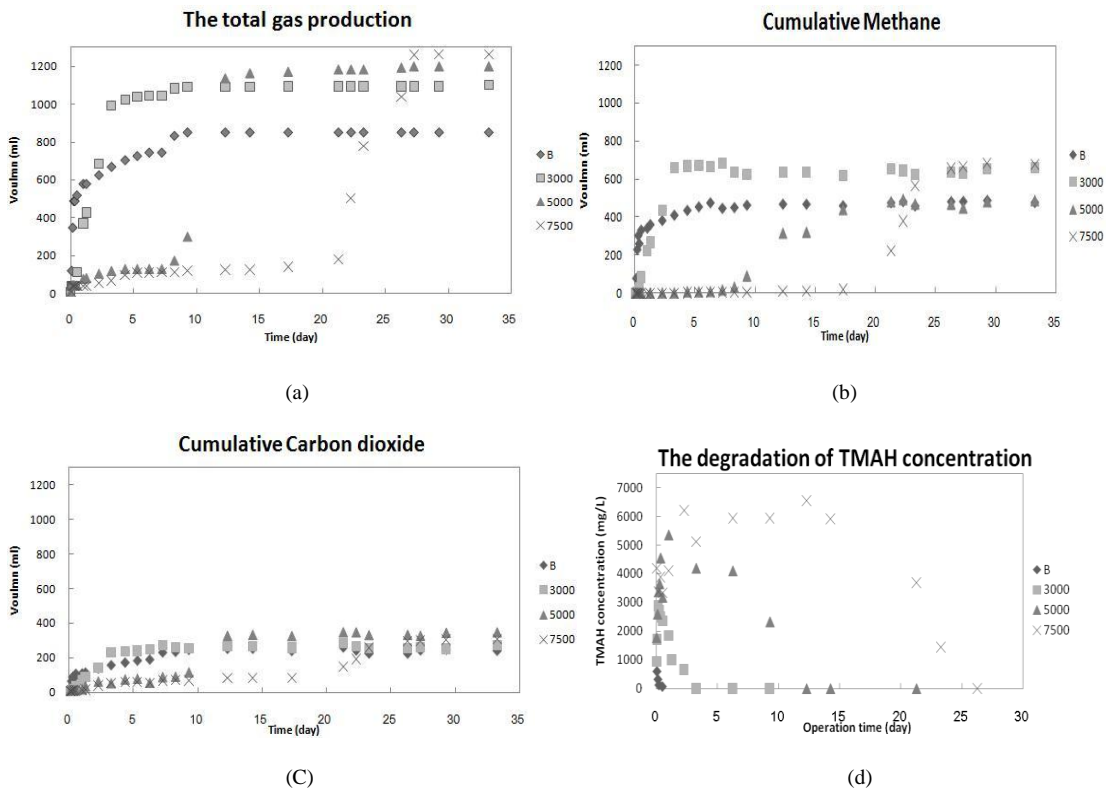 The total gas production
1200
1000
800
600
400
200
0
Voulmn (ml)
0 5 10 15 20 25 30 35
Time (day)
B
3000
5000
7500
(a)
Cumulative Methane
1200
1000
800
600
400
200
0
Voulmn (ml)
0 5 10 15 20 25 30 35
Time (day)
B
3000
5000
7500
(b)
Cumulative Carbon dioxide
1200
1000
800
600
400
200
0
Voulmn (ml)
0 5 10 15 20 25 30 35
Time (day)
B
3000
5000
7500
(C)
The degradation of TMAH concentration
7000
6000
5000
4000
3000
2000
1000
0
TMAH concentration (mg/L)
0 5 10 15 20 25 30
Operation time (day)
B
3000
5000
7500
(d)